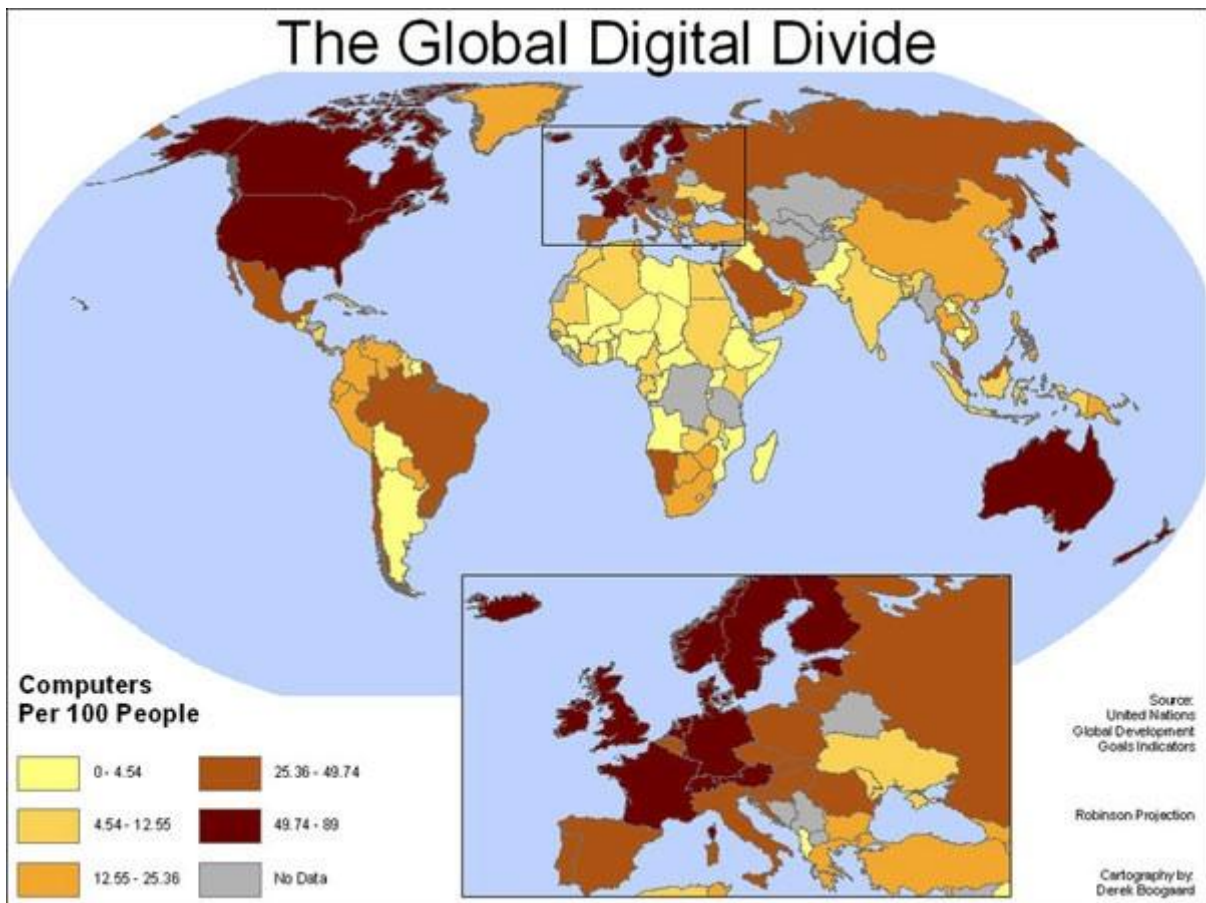 The Global Digital Divide
Computers
Per 100 People
0 - 4.54
4.54 - 12.55
12.55 - 25.36
25.36 - 49.74
49.74 - 89
No Data
Source:
United Nations
Global Development
Goals Indicators
Robinson Projection
Cartography by:
Derek Boogaard